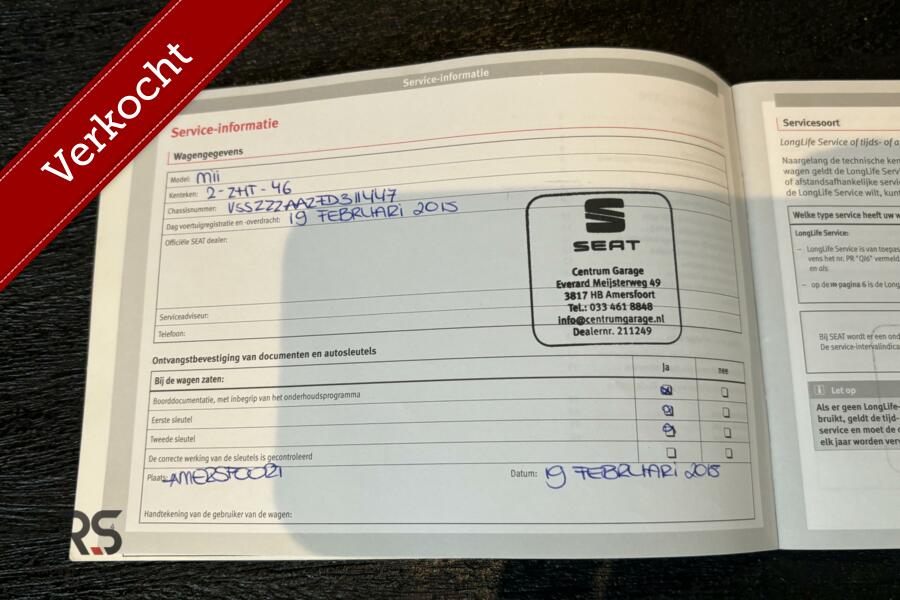 Verkocht
Service-informatie
Service-informatie
Wagengegevens
Model: Mii
Kenteken: 2-ZHT-46
Chassisnummer: VSSZZZAAZFD311447
Dag voertuigregistratie en -overdracht: 19 FEBRUARI 2015
Officiële SEAT dealer:
SEAT
Centrum Garage
Everard Meijsterweg 49
3817 HB Amersfoort
Tel.: 033 461 8848
info@centrumgarage.nl
Dealernr. 211249
Serviceadviseur:
Telefoon:
Ontvangstbevestiging van documenten en autosleutels
Bij de wagen zaten: Ja nee
Boorddocumentatie, met inbegrip van het onderhoudsprogramma
Eerste sleutel
Tweede sleutel
De correcte werking van de sleutels is gecontroleerd
Plaats: AMERSFOORT Datum: 19 FEBRUARI 2015
Handtekening van de gebruiker van de wagen:
RS
Servicesoort
LongLife Service of tijds- of a
Naargelang de technische ken
wagen geldt de LongLife Serv
of afstandsafhankelijke servic
de LongLife Service wilt, kunt
Welke type service heeft uw w
LongLife Service:
– LongLife Service is van toepas
vens het nr. PR "QI6" vermeld
en als
– op de ››› pagina 6 is de Long
Bij SEAT wordt er een ond
De service-intervalindica
Let op
Als er geen LongLife-
bruikt, geldt de tijd-
service en moet de
elk jaar worden ver